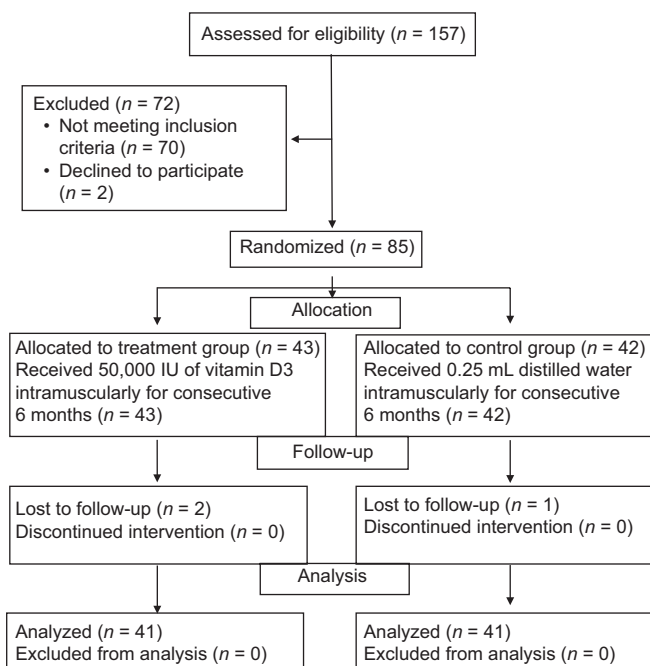 Assessed for eligibility (n = 157)
Excluded (n = 72)
• Not meeting inclusion
criteria (n = 70)
• Declined to participate
(n = 2)
Randomized (n = 85)
Allocation
Allocated to treatment group (n = 43)
Received 50,000 IU of vitamin D3
intramuscularly for consecutive
6 months (n = 43)
Allocated to control group (n = 42)
Received 0.25 mL distilled water
intramuscularly for consecutive
6 months (n = 42)
Follow-up
Lost to follow-up (n = 2)
Discontinued intervention (n = 0)
Lost to follow-up (n = 1)
Discontinued intervention (n = 0)
Analysis
Analyzed (n = 41)
Excluded from analysis (n = 0)
Analyzed (n = 41)
Excluded from analysis (n = 0)